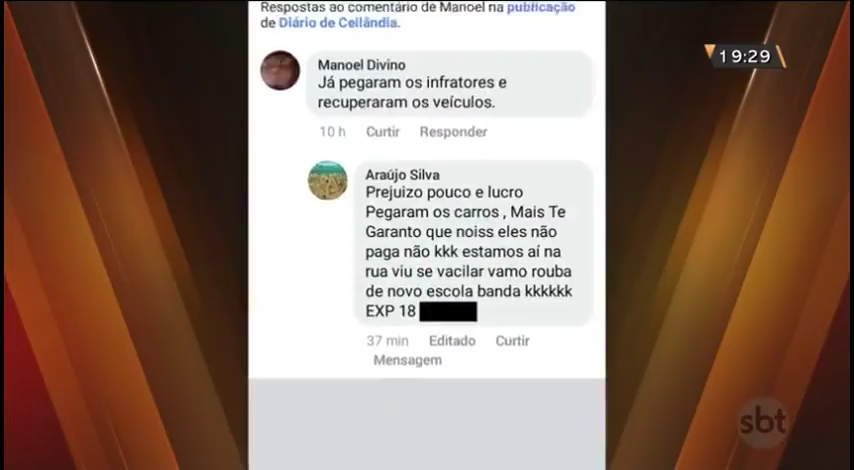 Respostas ao comentário de Manoel na publicação
de Diário de Ceilândia.
19:29
Manoel Divino
Já pegaram os infratores e
recuperaram os veículos.
10 h Curtir Responder
Araújo Silva
Prejuizo pouco e lucro
Pegaram os carros , Mais Te
Garanto que noiss eles não
paga não kkk estamos aí na
rua viu se vacilar vamo rouba
de novo escola banda kkkkkk
EXP 18
37 min Editado Curtir
Mensagem
sbt